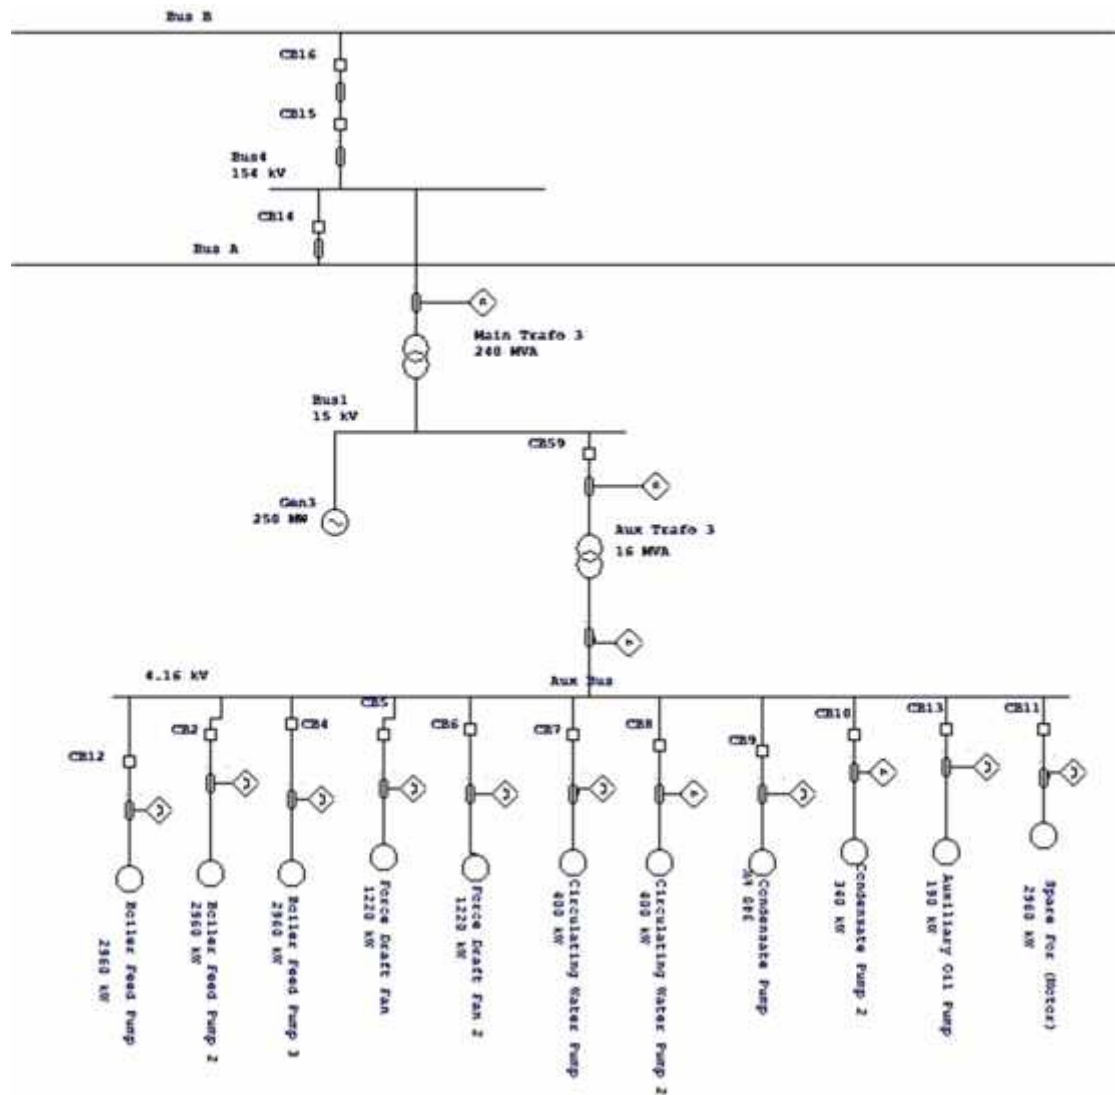 Bus B
CB16
CB15
Bus4
154 kV
CB14
Bus A
Main Trafo 3
240 MVA
Bus1
15 kV
CB59
Gen3
250 MW
Aux Trafo 3
16 MVA
4.16 kV
Aux Bus
CB12
CB2
CB4
CB5
CB6
CB7
CB8
CB9
CB10
CB13
CB11
Boiler Feed Pump
2960 kW
Boiler Feed Pump 2
2960 kW
Boiler Feed Pump 3
2960 kW
Force Draft Fan
1220 kW
Force Draft Fan 2
1220 kW
Circulating Water Pump
400 kW
Circulating Water Pump 2
400 kW
Condensate Pump
340 kW
Condensate Pump 2
340 kW
Auxiliary Oil Pump
190 kW
Spare For (Motor)
2960 kW